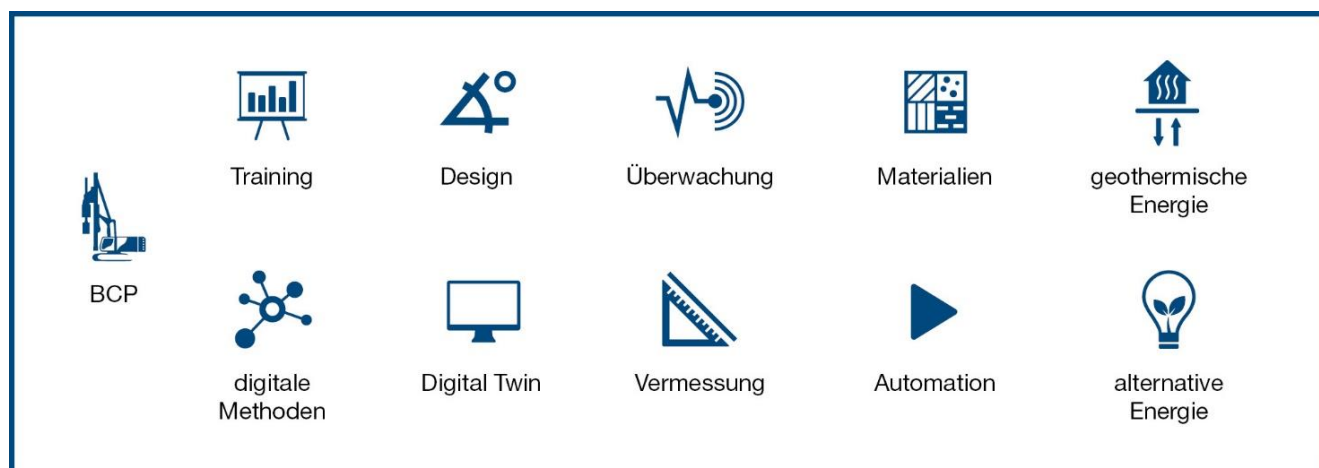 Training
Design
Überwachung
Materialien
geothermische
Energie
BCP
digitale
Methoden
Digital Twin
Vermessung
Automation
alternative
Energie